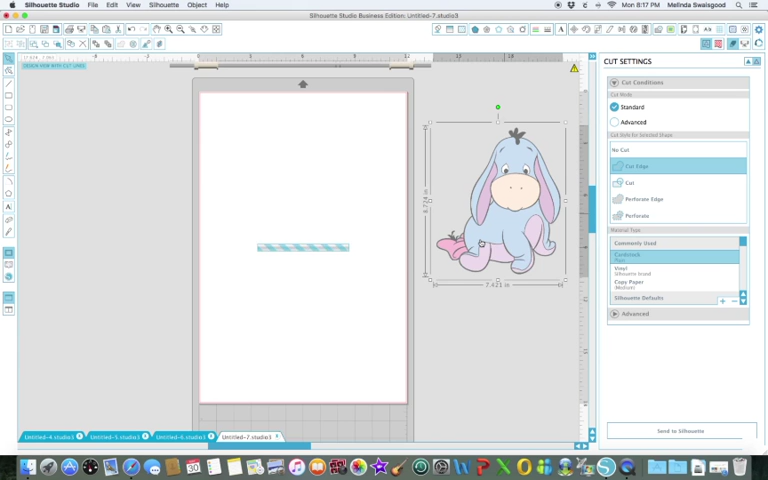 Silhouette Studio File Edit View Silhouette Object Help Mon 8:17 PM Melinda Swaisgood
Silhouette Studio Business Edition: Untitled-7.studio3
CUT SETTINGS
Cut Conditions
Cut Mode
Standard
Advanced
Cut Style for Selected Shape
No Cut
Cut Edge
Cut
Perforate Edge
Perforate
Material Type
Commonly Used
Cardstock
Plain
Vinyl
Silhouette brand
Copy Paper
Medium
Silhouette Defaults
Advanced
Send to Silhouette
7.421 in
Untitled-4.studio3 Untitled-5.studio3 Untitled-6.studio3 Untitled-7.studio3
30